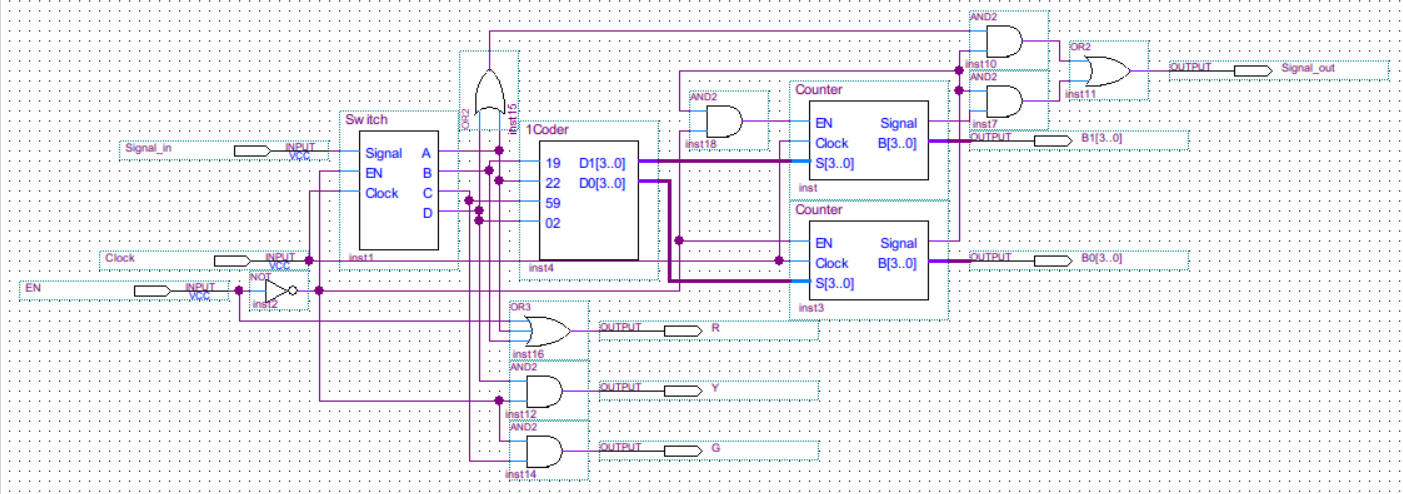 AND2
inst10
OR2
OUTPUT
Signal_out
inst11
AND2
inst7
OR2
inst15
AND2
inst18
Counter
EN
Clock
S[3..0]
Signal
B[3..0]
inst
OUTPUT
B1[3..0]
Switch
Signal
EN
Clock
A
B
C
D
inst1
Signal_in
INPUT
VCC
1Coder
19
22
59
02
D1[3..0]
D0[3..0]
inst4
Counter
EN
Clock
S[3..0]
Signal
B[3..0]
inst3
OUTPUT
B0[3..0]
Clock
INPUT
VCC
EN
INPUT
VCC
NOT
inst2
OR3
inst16
OUTPUT
R
AND2
inst12
OUTPUT
Y
AND2
inst14
OUTPUT
G